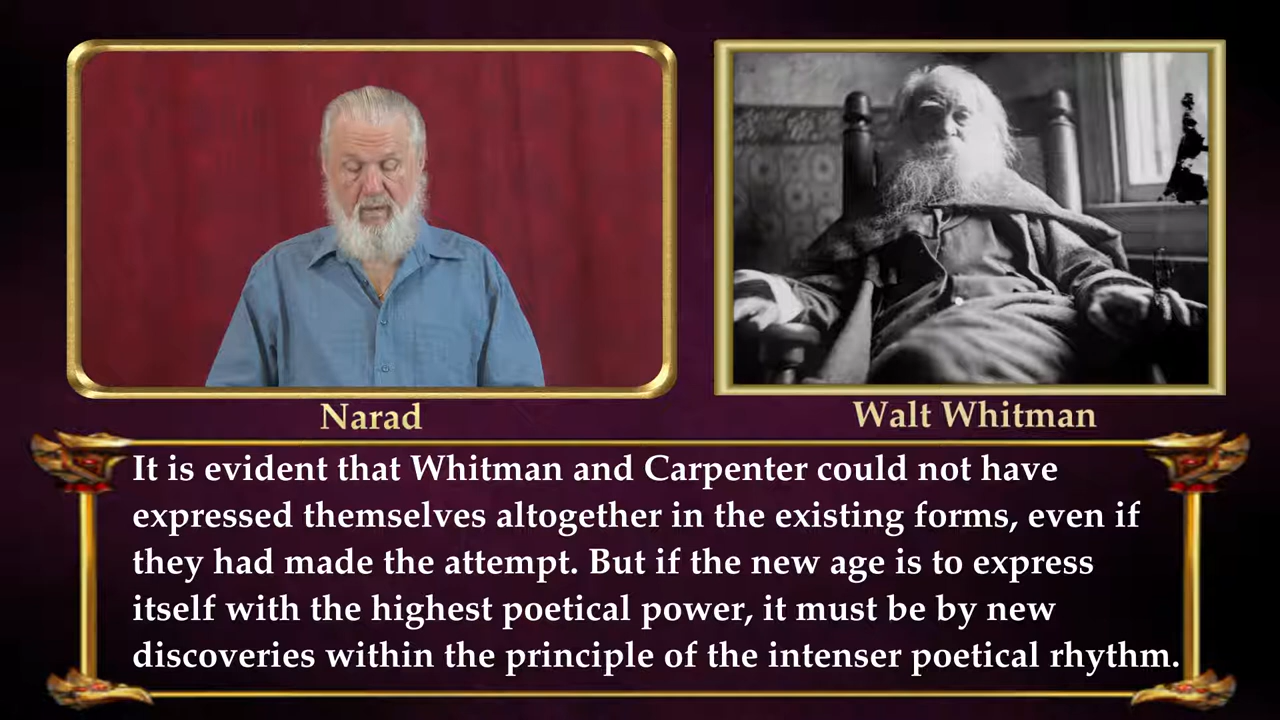 Narad
Walt Whitman
It is evident that Whitman and Carpenter could not have
expressed themselves altogether in the existing forms, even if
they had made the attempt. But if the new age is to express
itself with the highest poetical power, it must be by new
discoveries within the principle of the intenser poetical rhythm.